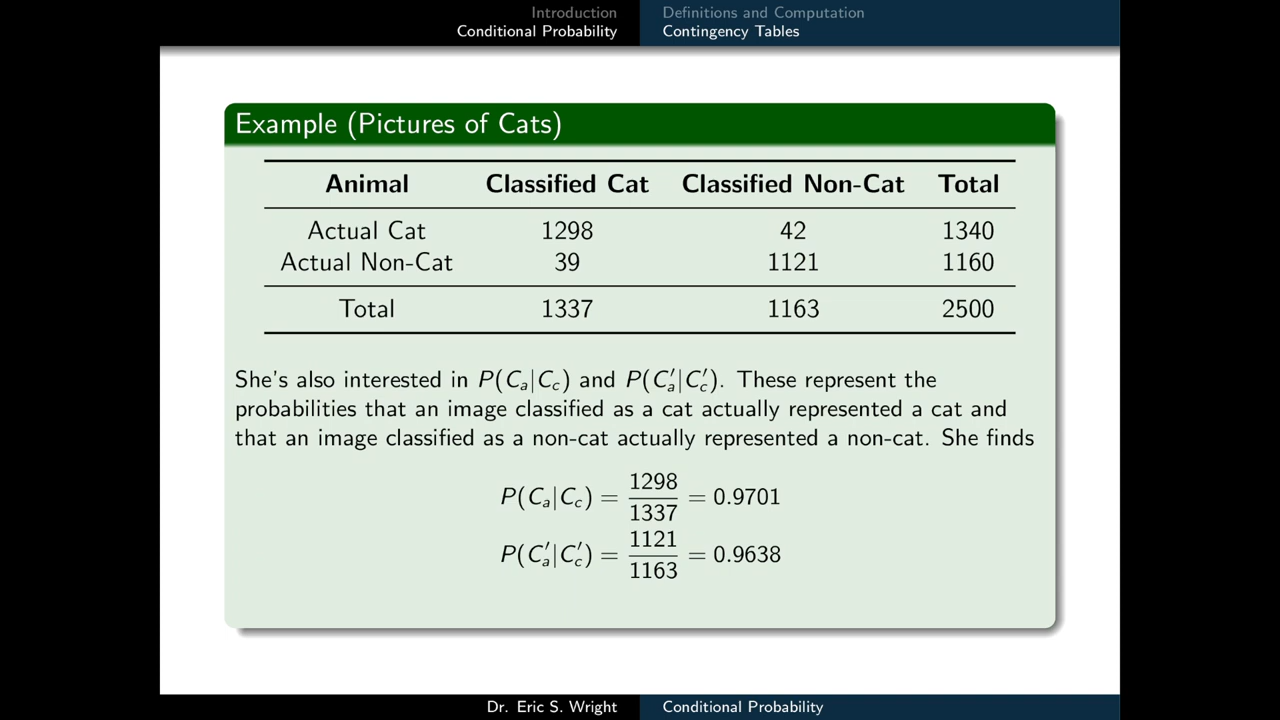 Introduction
Conditional Probability
Definitions and Computation
Contingency Tables
Example (Pictures of Cats)
Animal Classified Cat Classified Non-Cat Total
Actual Cat 1298 42 1340
Actual Non-Cat 39 1121 1160
Total 1337 1163 2500
She's also interested in P(Cₐ|C_c) and P(C′ₐ|C′_c). These represent the
probabilities that an image classified as a cat actually represented a cat and
that an image classified as a non-cat actually represented a non-cat. She finds
P(Cₐ|C_c) = 1298/1337 = 0.9701
P(C′ₐ|C′_c) = 1121/1163 = 0.9638
Dr. Eric S. Wright Conditional Probability